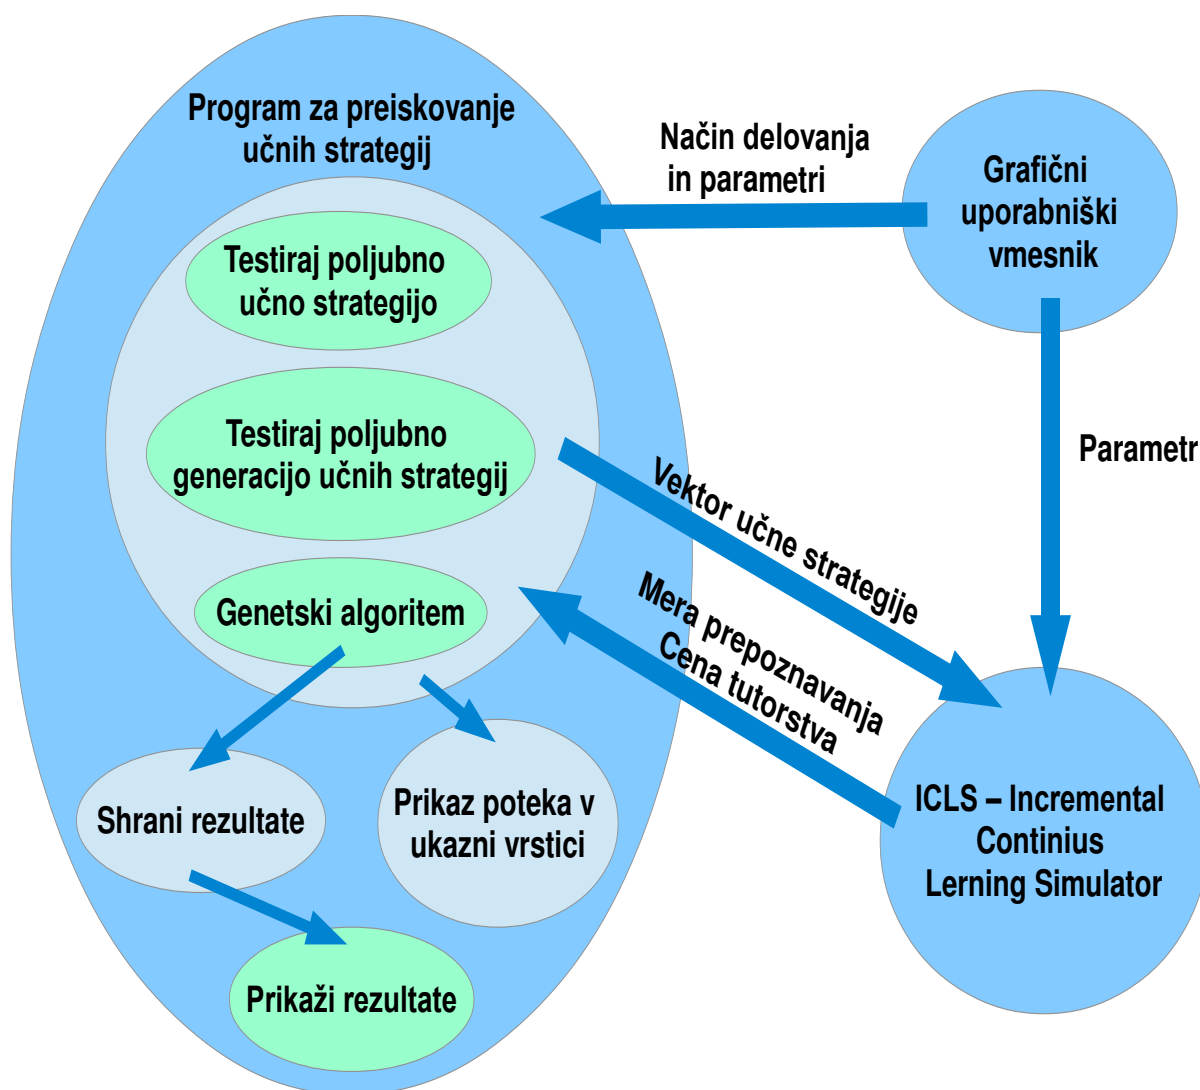 Program za preiskovanje
učnih strategij
Način delovanja
in parametri
Grafični
uporabniški
vmesnik
Testiraj poljubno
učno strategijo
Testiraj poljubno
generacijo učnih strategij
Parametr
Vektor učne strategije
Mera prepoznavanja
Cena tutorstva
Genetski algoritem
Shrani rezultate
Prikaz poteka v
ukazni vrstici
ICLS – Incremental
Continius
Lerning Simulator
Prikaži rezultate